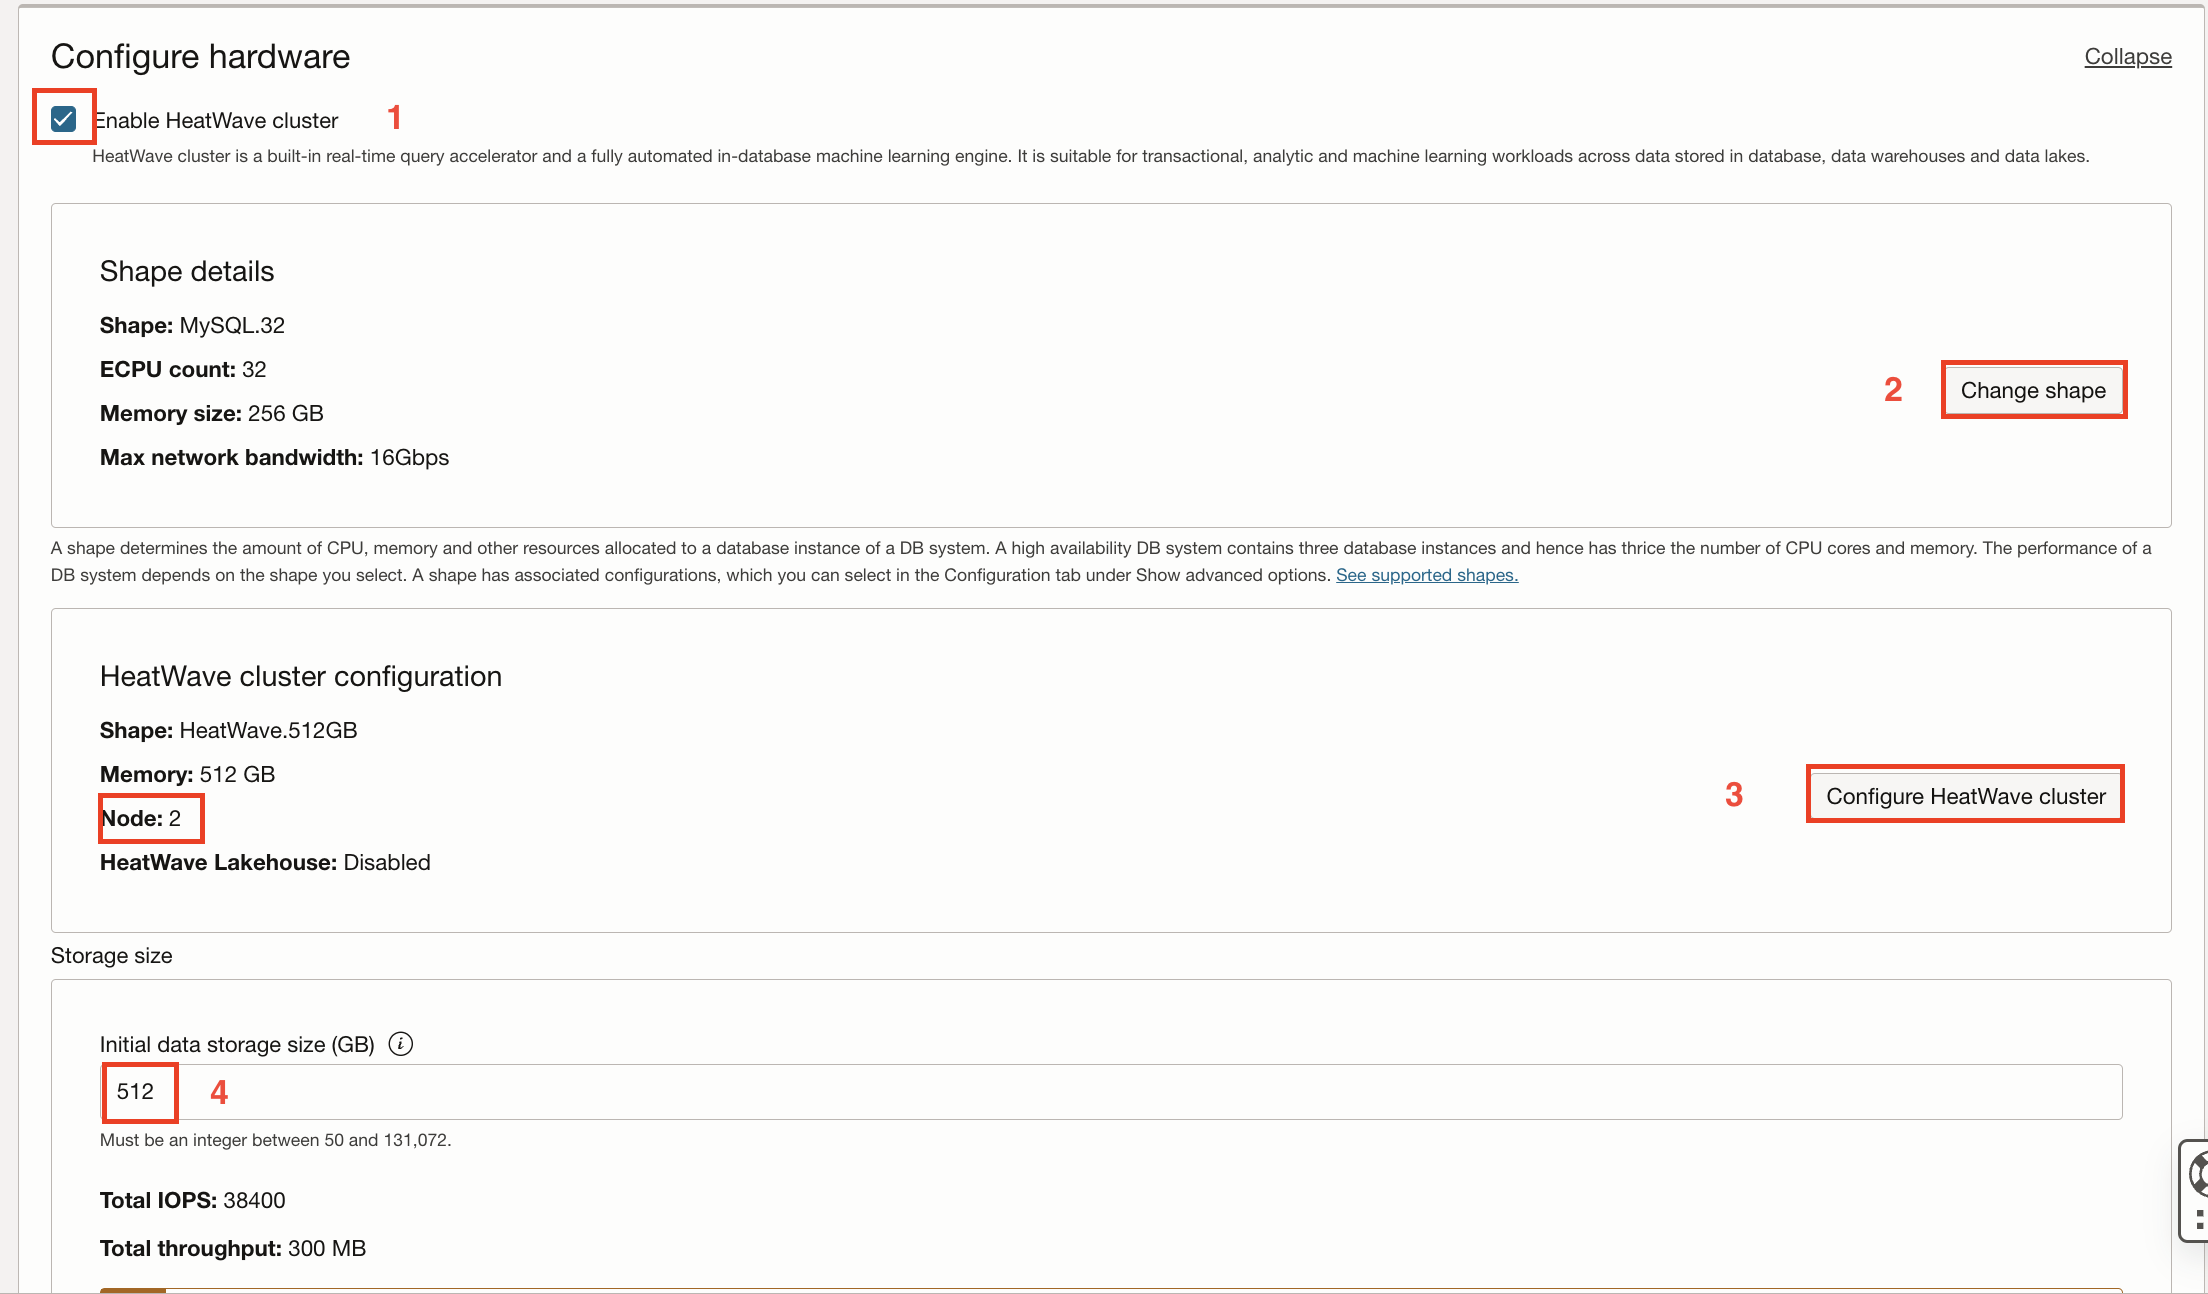 Configure hardware
Collapse
Enable HeatWave cluster 1
HeatWave cluster is a built-in real-time query accelerator and a fully automated in-database machine learning engine. It is suitable for transactional, analytic and machine learning workloads across data stored in database, data warehouses and data lakes.
Shape details
Shape: MySQL.32
ECPU count: 32
Memory size: 256 GB
Max network bandwidth: 16Gbps
2 Change shape
A shape determines the amount of CPU, memory and other resources allocated to a database instance of a DB system. A high availability DB system contains three database instances and hence has thrice the number of CPU cores and memory. The performance of a
DB system depends on the shape you select. A shape has associated configurations, which you can select in the Configuration tab under Show advanced options. See supported shapes.
HeatWave cluster configuration
Shape: HeatWave.512GB
Memory: 512 GB
Node: 2
HeatWave Lakehouse: Disabled
3 Configure HeatWave cluster
Storage size
Initial data storage size (GB) i
512 4
Must be an integer between 50 and 131,072.
Total IOPS: 38400
Total throughput: 300 MB